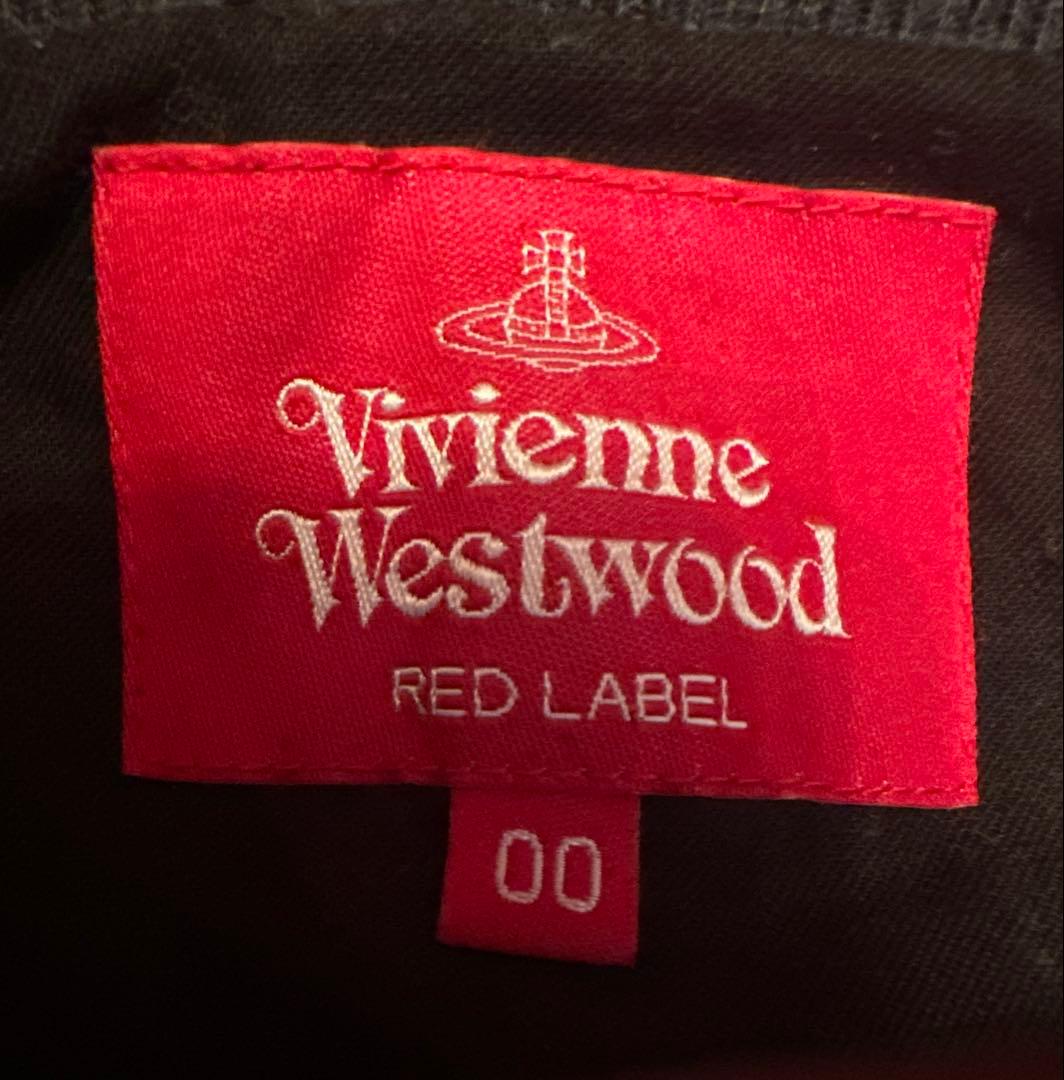 Vivienne
Westwood
RED LABEL
00